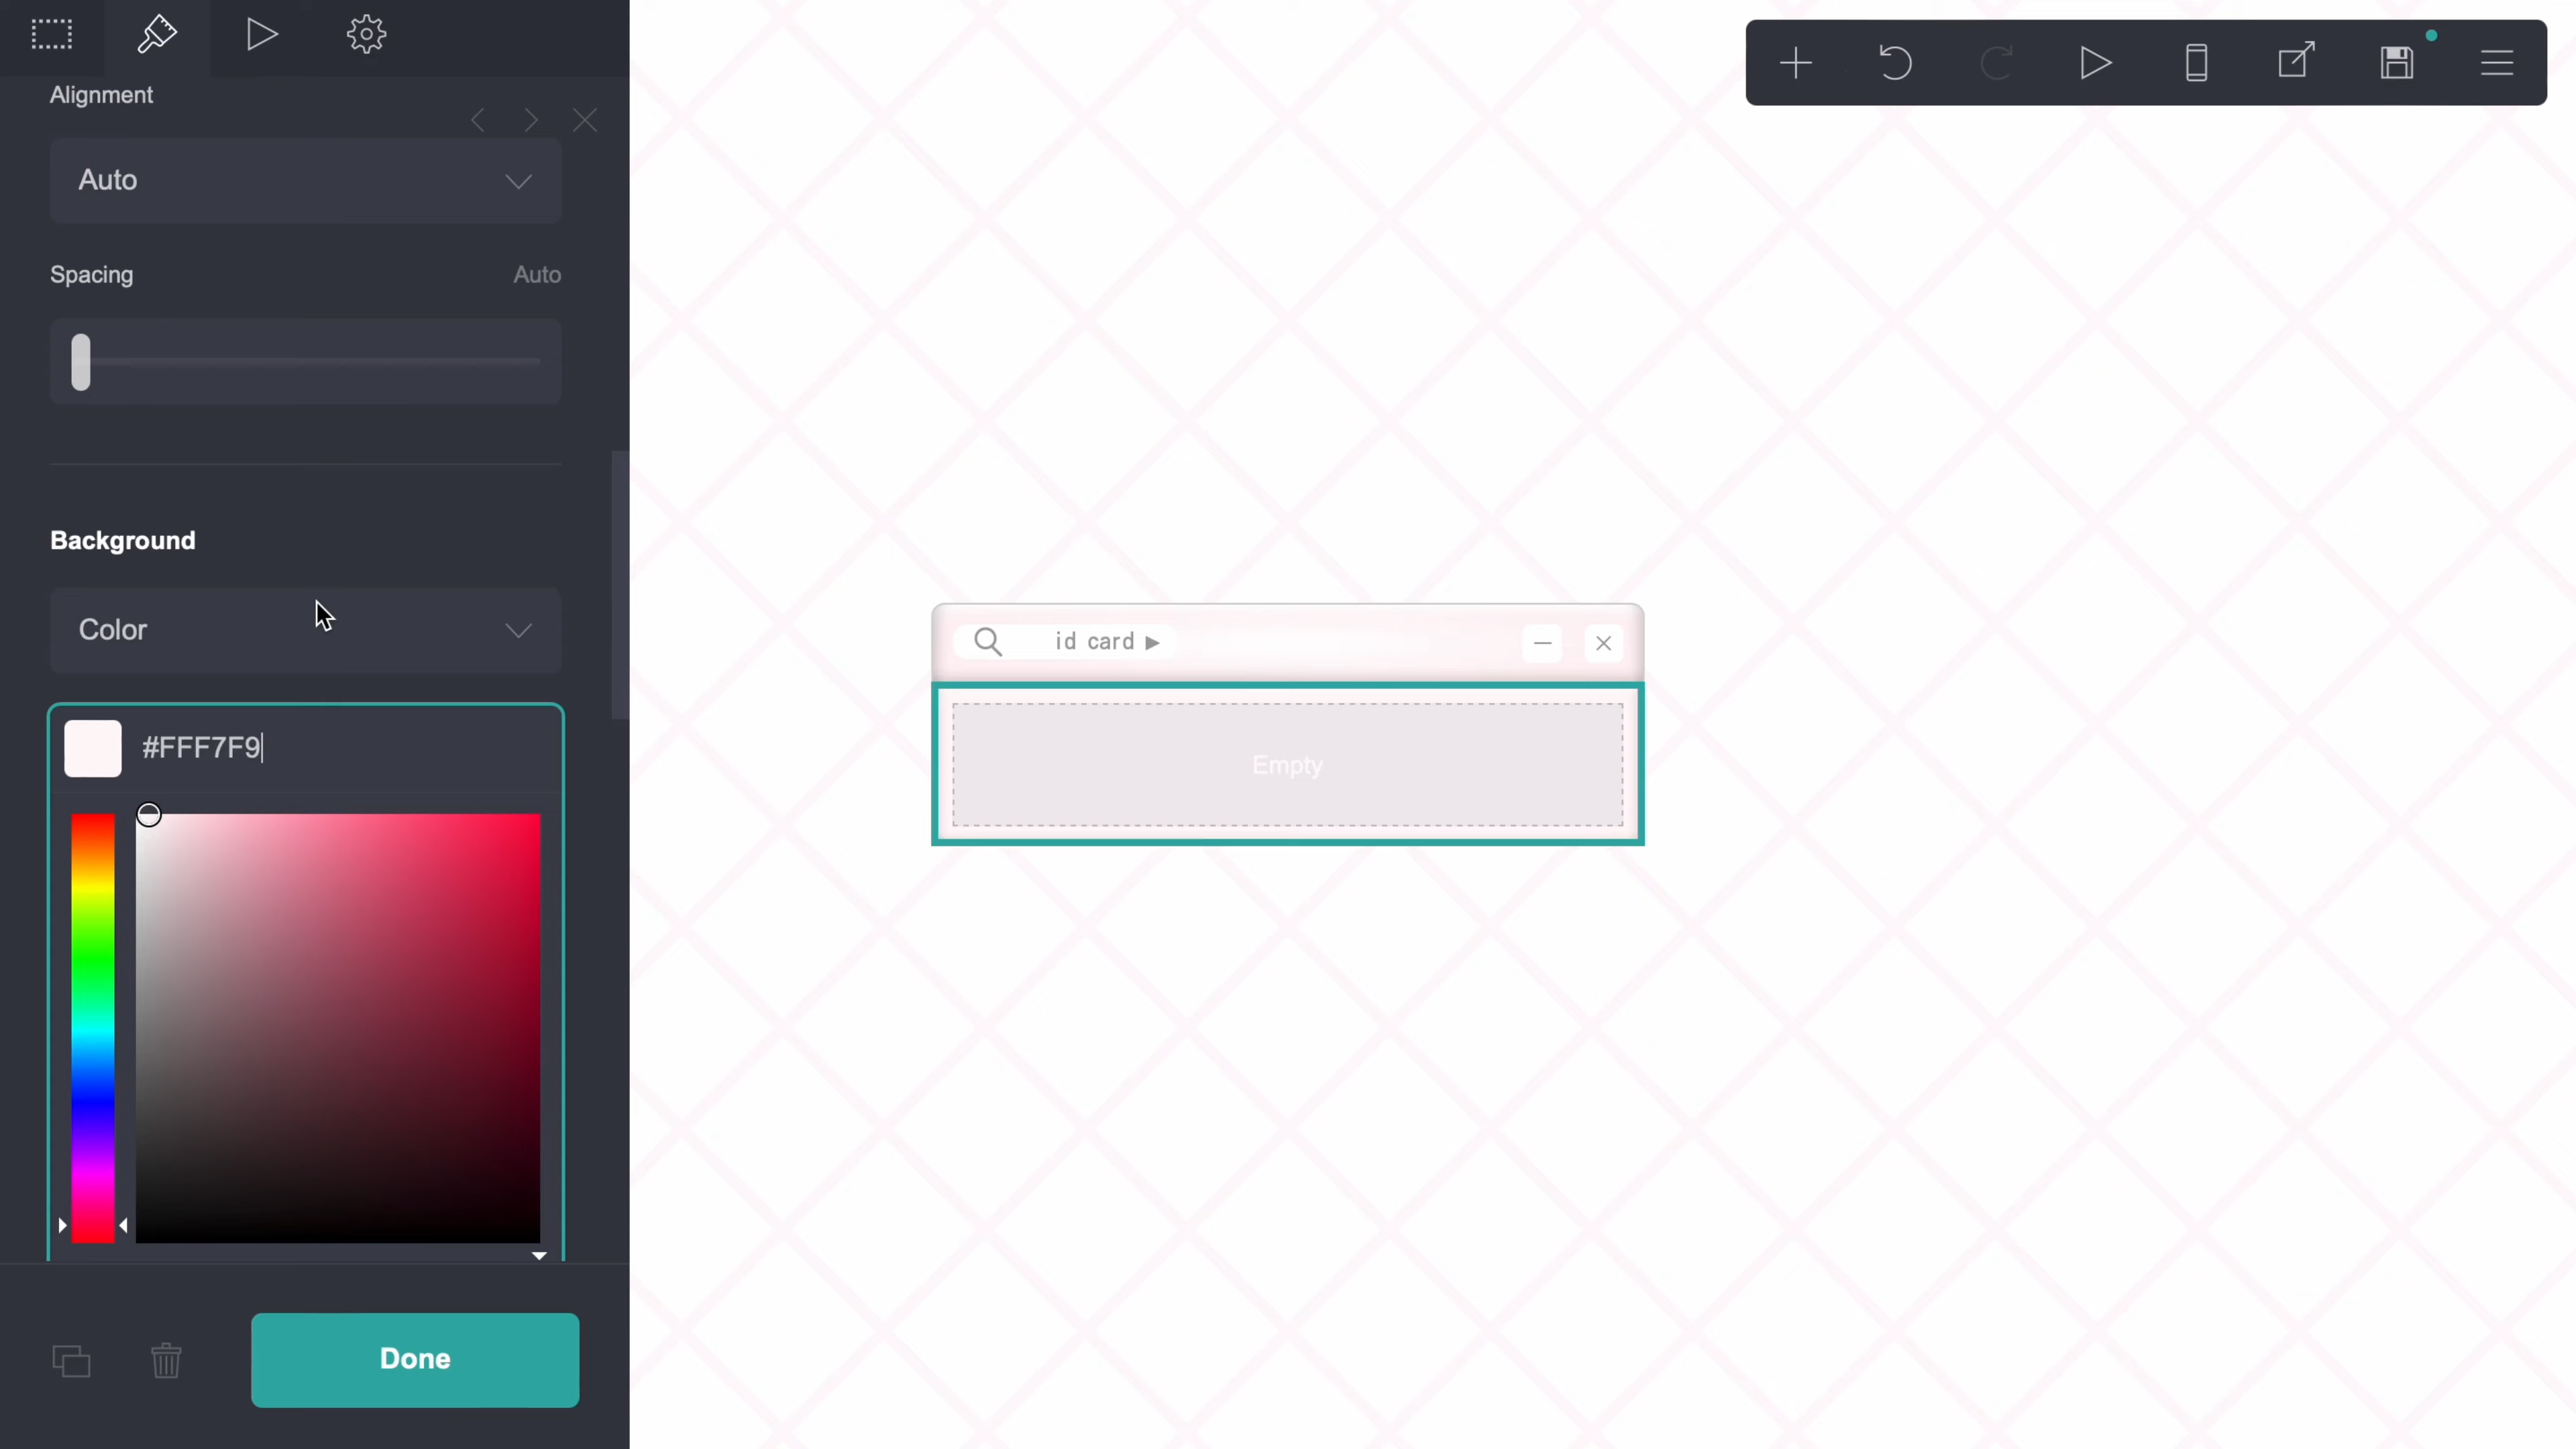 Alignment
Auto
Spacing
Auto
Background
Color
#FFF7F9
Done
id card ▶
Empty